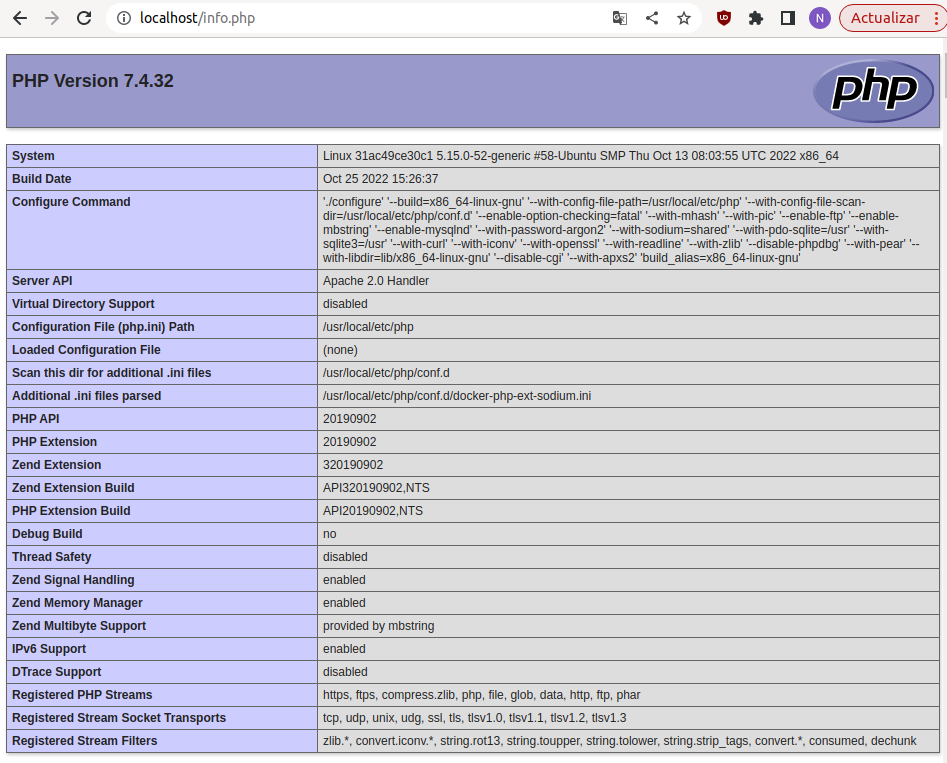 localhost/info.php
N
Actualizar
PHP Version 7.4.32
php
System Linux 31ac49ce30c1 5.15.0-52-generic #58-Ubuntu SMP Thu Oct 13 08:03:55 UTC 2022 x86_64
Build Date Oct 25 2022 15:26:37
Configure Command './configure' '--build=x86_64-linux-gnu' '--with-config-file-path=/usr/local/etc/php' '--with-config-file-scan-
dir=/usr/local/etc/php/conf.d' '--enable-option-checking=fatal' '--with-mhash' '--with-pic' '--enable-ftp' '--enable-
mbstring' '--enable-mysqlnd' '--with-password-argon2' '--with-sodium=shared' '--with-pdo-sqlite=/usr' '--with-
sqlite3=/usr' '--with-curl' '--with-iconv' '--with-openssl' '--with-readline' '--with-zlib' '--disable-phpdbg' '--with-pear' '--
with-libdir=lib/x86_64-linux-gnu' '--disable-cgi' '--with-apxs2' 'build_alias=x86_64-linux-gnu'
Server API Apache 2.0 Handler
Virtual Directory Support disabled
Configuration File (php.ini) Path /usr/local/etc/php
Loaded Configuration File (none)
Scan this dir for additional .ini files /usr/local/etc/php/conf.d
Additional .ini files parsed /usr/local/etc/php/conf.d/docker-php-ext-sodium.ini
PHP API 20190902
PHP Extension 20190902
Zend Extension 320190902
Zend Extension Build API320190902,NTS
PHP Extension Build API20190902,NTS
Debug Build no
Thread Safety disabled
Zend Signal Handling enabled
Zend Memory Manager enabled
Zend Multibyte Support provided by mbstring
IPv6 Support enabled
DTrace Support disabled
Registered PHP Streams https, ftps, compress.zlib, php, file, glob, data, http, ftp, phar
Registered Stream Socket Transports tcp, udp, unix, udg, ssl, tls, tlsv1.0, tlsv1.1, tlsv1.2, tlsv1.3
Registered Stream Filters zlib.*, convert.iconv.*, string.rot13, string.toupper, string.tolower, string.strip_tags, convert.*, consumed, dechunk